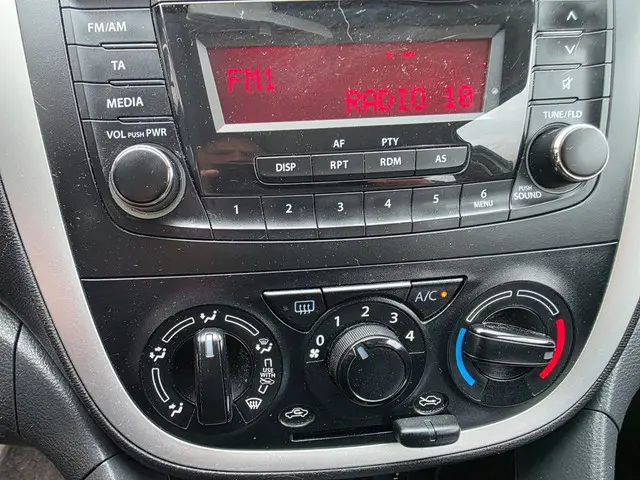 FM/AM
TA
MEDIA
VOL PUSH PWR
FM1
RADIO 10
TUNE/FLD
PUSH
SOUND
AF PTY
DISP RPT RDM AS
1 2 3 4 5 6
MENU
A/C
0 1 2 3 4
USE
WITH